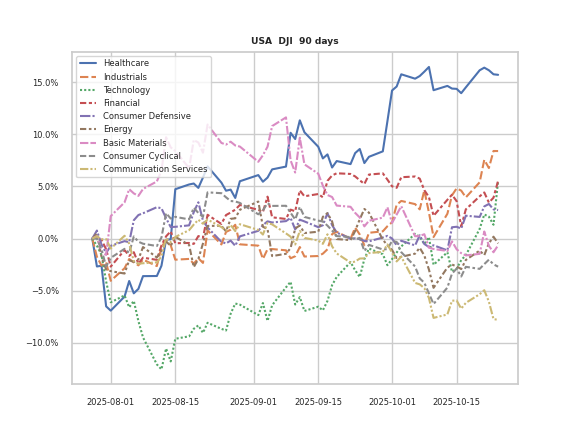 USA  DJI  90 days
Healthcare
Industrials
Technology
Financial
Consumer Defensive
Energy
Basic Materials
Consumer Cyclical
Communication Services
15.0%
10.0%
5.0%
0.0%
−5.0%
−10.0%
2025-08-01 2025-08-15 2025-09-01 2025-09-15 2025-10-01 2025-10-15